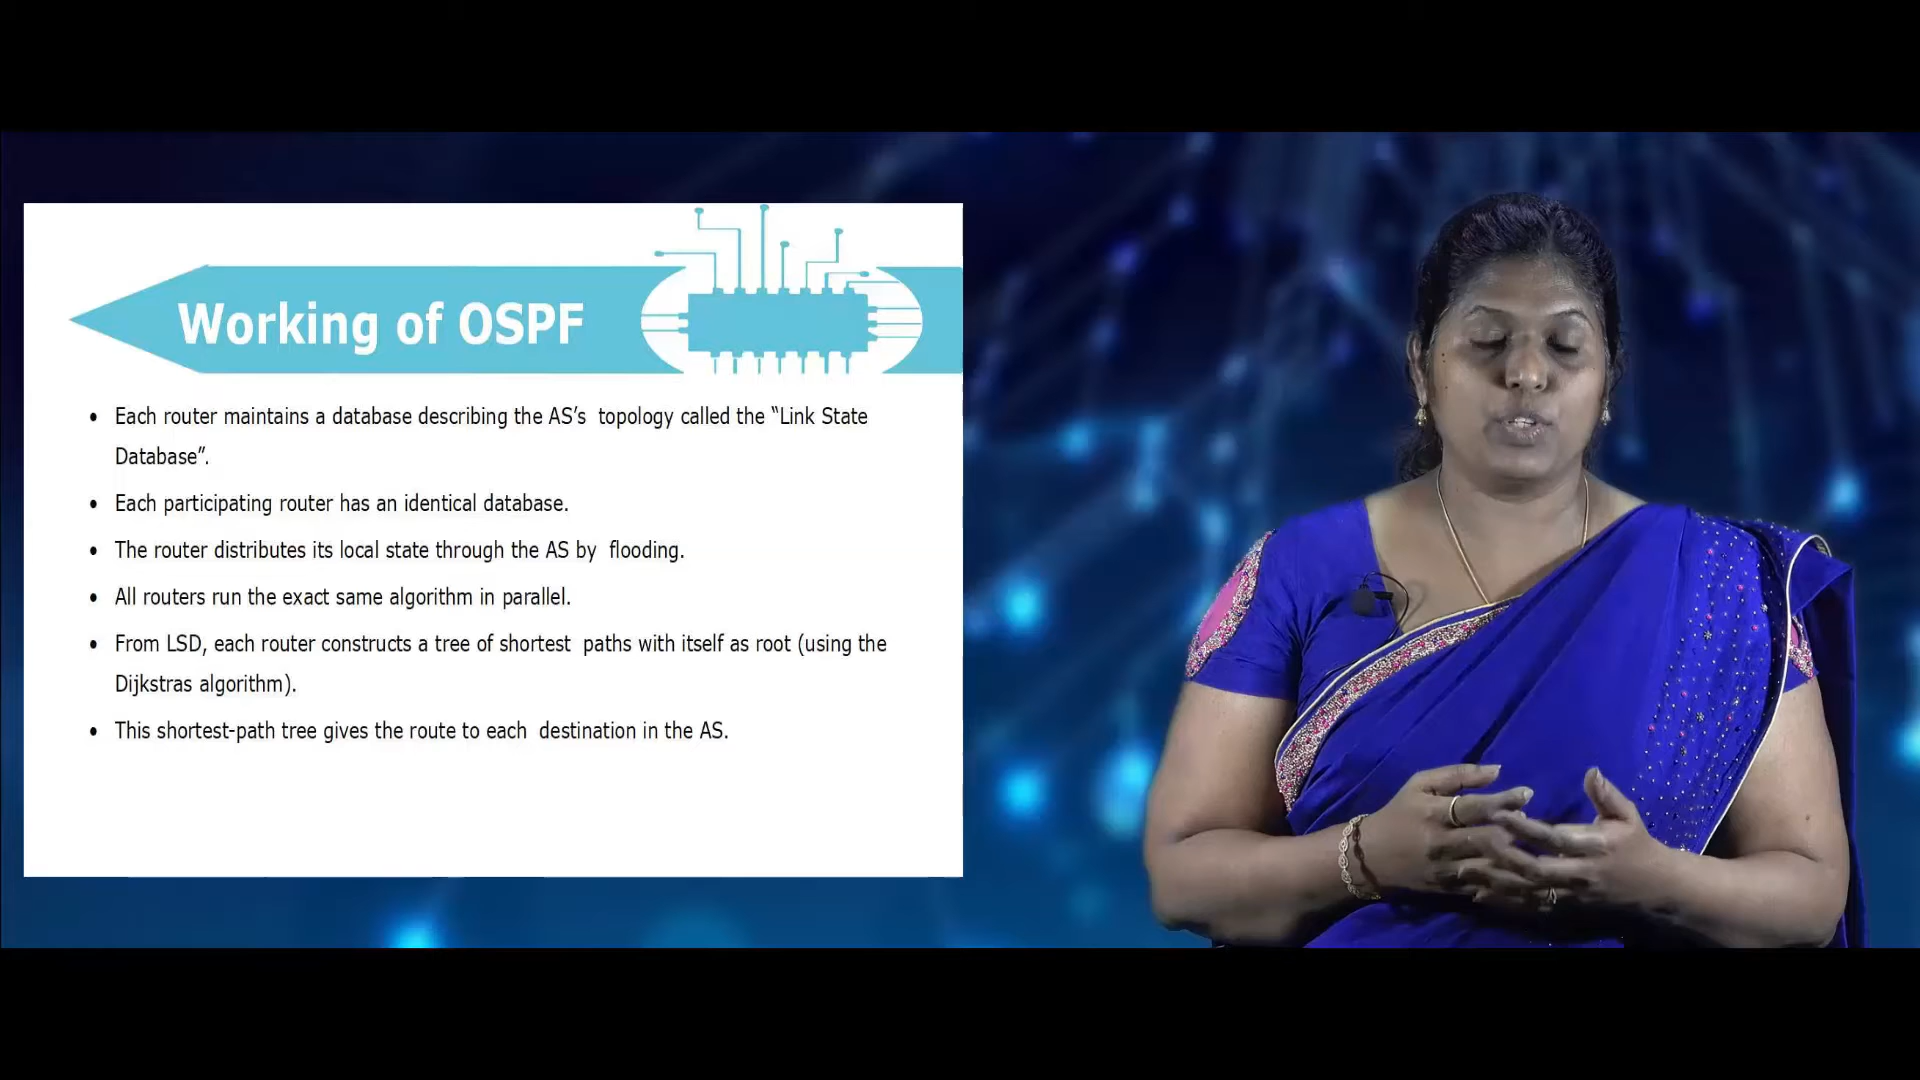 Working of OSPF
• Each router maintains a database describing the AS’s topology called the “Link State
Database”.
• Each participating router has an identical database.
• The router distributes its local state through the AS by flooding.
• All routers run the exact same algorithm in parallel.
• From LSD, each router constructs a tree of shortest paths with itself as root (using the
Dijkstras algorithm).
• This shortest-path tree gives the route to each destination in the AS.